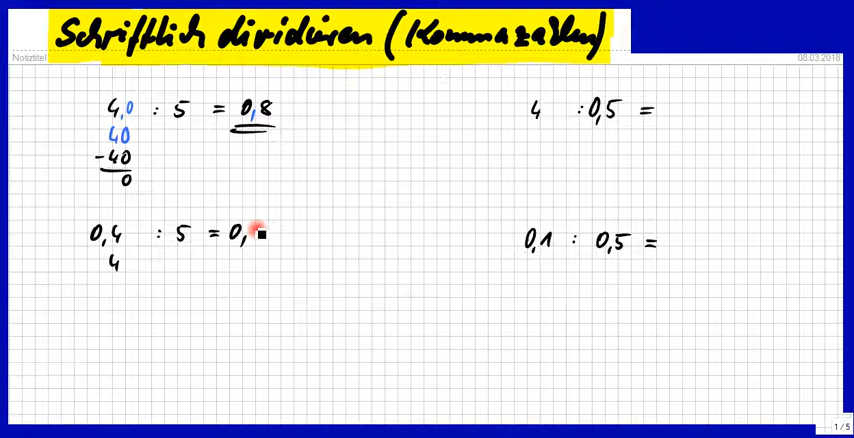 Schriftlich dividieren (Kommazahlen)
Notiztitel 08.03.2018
4,0 : 5 = 0,8
40
-40
0
0,4 : 5 = 0,
4
4 : 0,5 =
0,1 : 0,5 =
1 / 5